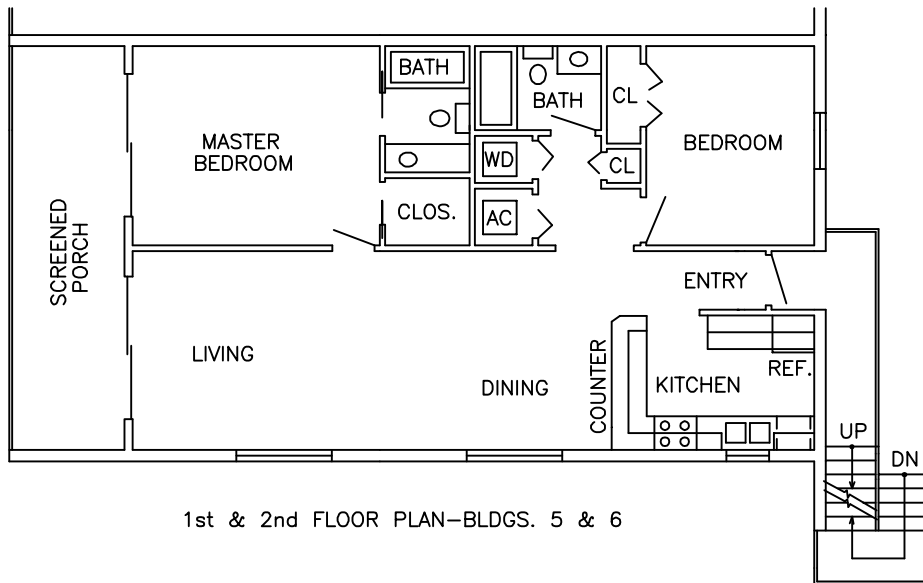 BATH
MASTER
BEDROOM
BATH
CL
BEDROOM
WD
CL
CLOS.
AC
SCREENED
PORCH
ENTRY
LIVING
DINING
COUNTER
KITCHEN
REF.
UP
DN
1st & 2nd FLOOR PLAN-BLDGS. 5 & 6